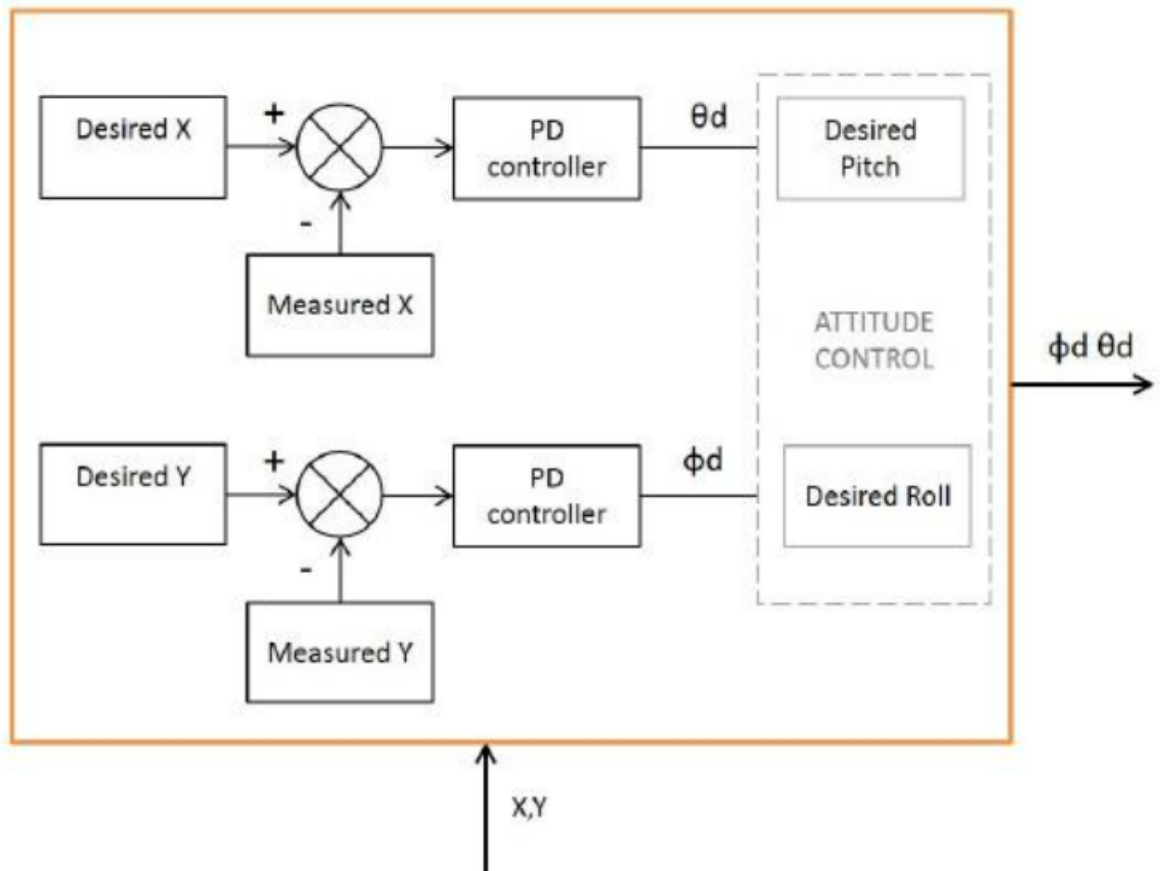 Desired X
+
-
Measured X
PD
controller
θd
Desired
Pitch
ATTITUDE
CONTROL
ϕd θd
Desired Y
+
-
Measured Y
PD
controller
ϕd
Desired Roll
X,Y